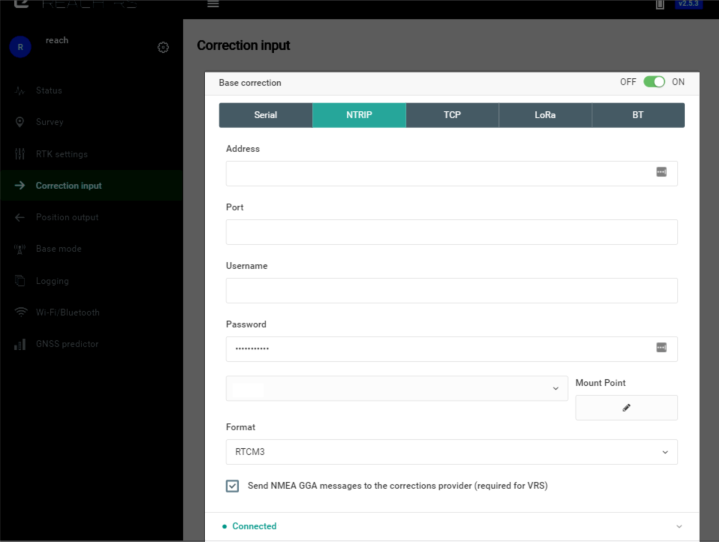 v2.5.3
R
reach
Correction input
Status
Survey
RTK settings
Correction input
Position output
Base mode
Logging
Wi-Fi/Bluetooth
GNSS predictor
Base correction
OFF
ON
Serial
NTRIP
TCP
LoRa
BT
Address
Port
Username
Password
•••••••••••
Mount Point
Format
RTCM3
Send NMEA GGA messages to the corrections provider (required for VRS)
Connected